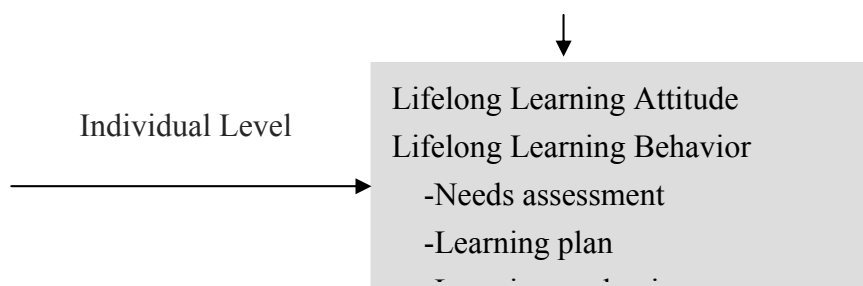 Individual Level
Lifelong Learning Attitude
Lifelong Learning Behavior
-Needs assessment
-Learning plan